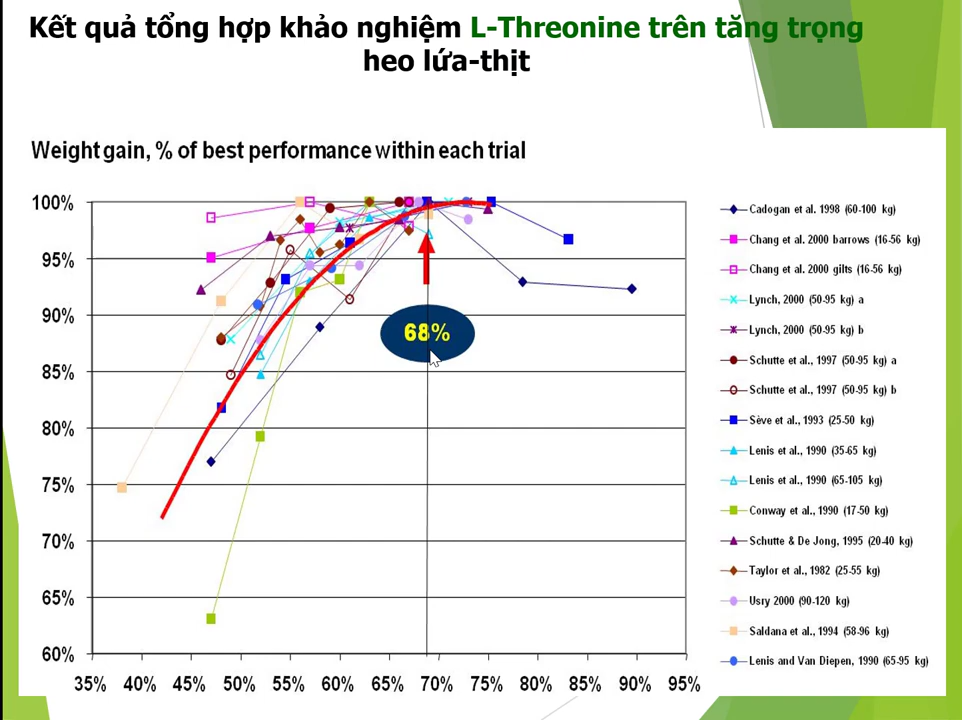 Kết quả tổng hợp khảo nghiệm L-Threonine trên tăng trọng
heo lứa-thịt
Weight gain, % of best performance within each trial
100%
95%
90%
85%
80%
75%
70%
65%
60%
35% 40% 45% 50% 55% 60% 65% 70% 75% 80% 85% 90% 95%
68%
Cadogan et al. 1998 (60-100 kg)
Chang et al. 2000 barrows (16-56 kg)
Chang et al. 2000 gilts (16-56 kg)
Lynch, 2000 (50-95 kg) a
Lynch, 2000 (50-95 kg) b
Schutte et al., 1997 (50-95 kg) a
Schutte et al., 1997 (50-95 kg) b
Sève et al., 1993 (25-50 kg)
Lenis et al., 1990 (35-65 kg)
Lenis et al., 1990 (65-105 kg)
Conway et al., 1990 (17-50 kg)
Schutte & De Jong, 1995 (20-40 kg)
Taylor et al., 1982 (25-55 kg)
Usry 2000 (90-120 kg)
Saldana et al., 1994 (58-96 kg)
Lenis and Van Diepen, 1990 (65-95 kg)